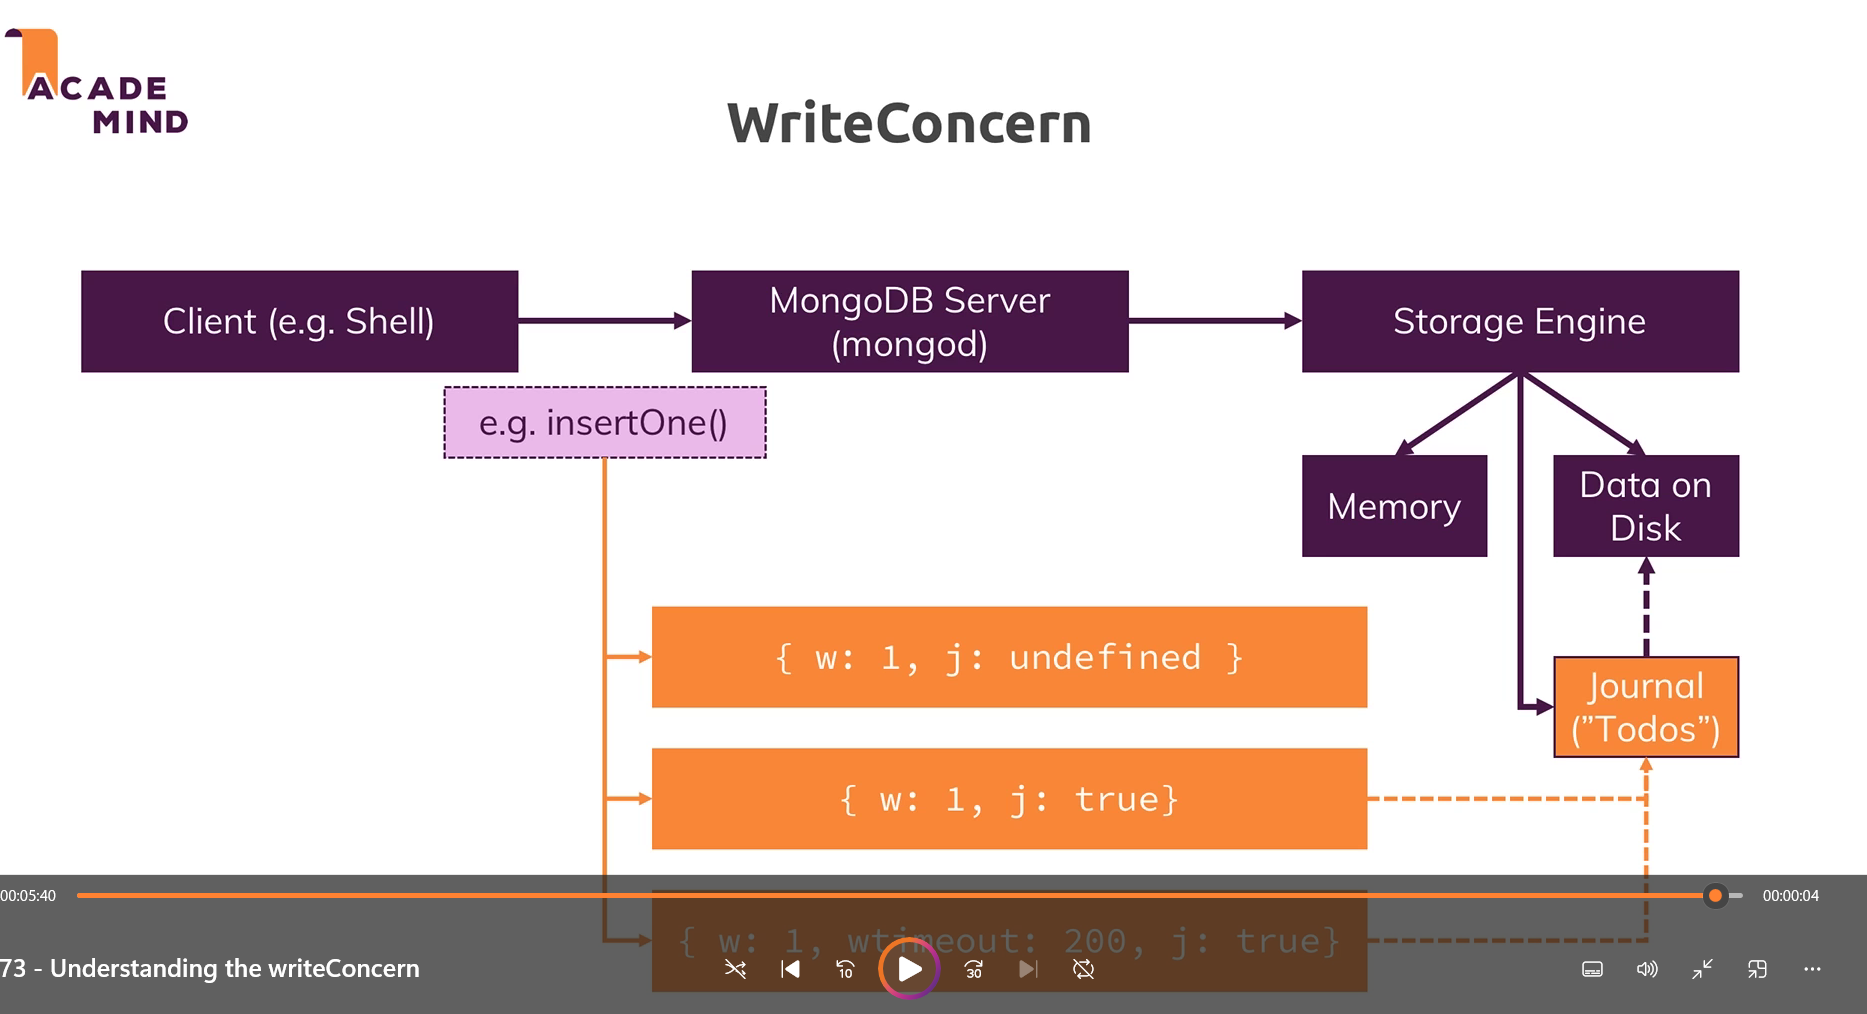 ACADE
MIND
WriteConcern
Client (e.g. Shell)
MongoDB Server
(mongod)
Storage Engine
e.g. insertOne()
Memory
Data on
Disk
{ w: 1, j: undefined }
Journal
(”Todos”)
{ w: 1, j: true}
00:05:40
00:00:04
{ w: 1, wtimeout: 200, j: true}
73 - Understanding the writeConcern
10
30